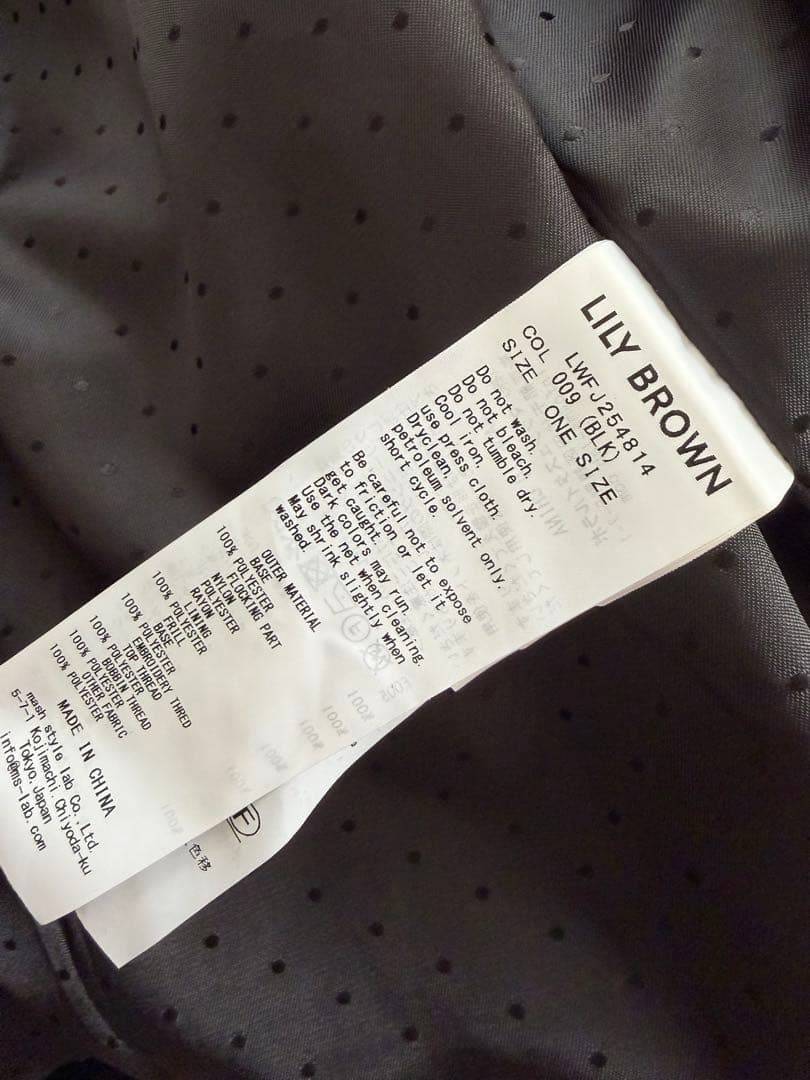 LILY BROWN
LWFJ254814
COL 009 (BLK)
SIZE ONE SIZE
Do not wash.
Do not bleach.
Do not tumble dry.
Cool iron,
use press cloth.
Dryclean,
petroleum solvent only.
short cycle.
Be careful not to expose
to friction or let it
get caught.
Dark colors may run.
Use the net when cleaning.
May shrink slightly when
washed.
OUTER MATERIAL
BASE
100% POLYESTER
FLOCKING PART
NYLON
RAYON
POLYESTER
LINING
100% POLYESTER
FRILL
BASE
100% POLYESTER
EMBROIDERY THRED
TOP THREAD
100% POLYESTER
BOBBIN THREAD
100% POLYESTER
OTHER FABRIC
100% POLYESTER
MADE IN CHINA
mash style lab Co.,Ltd.
5-7-1 Kojimachi,Chiyoda-ku
Tokyo,Japan
info@ms-lab.com
F
色移